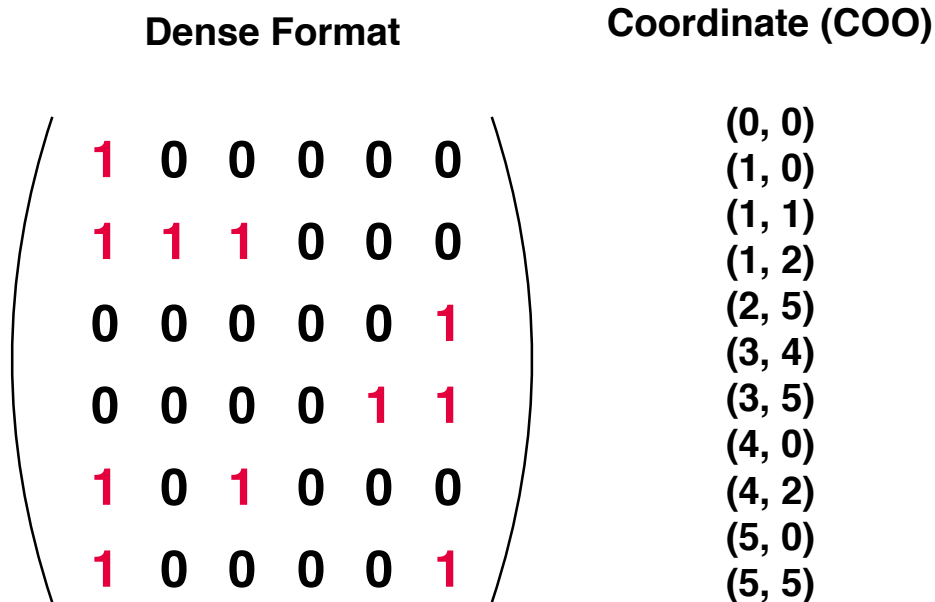 Dense Format
1 0 0 0 0 0
1 1 1 0 0 0
0 0 0 0 0 1
0 0 0 0 1 1
1 0 1 0 0 0
1 0 0 0 0 1
Coordinate (COO)
(0, 0)
(1, 0)
(1, 1)
(1, 2)
(2, 5)
(3, 4)
(3, 5)
(4, 0)
(4, 2)
(5, 0)
(5, 5)